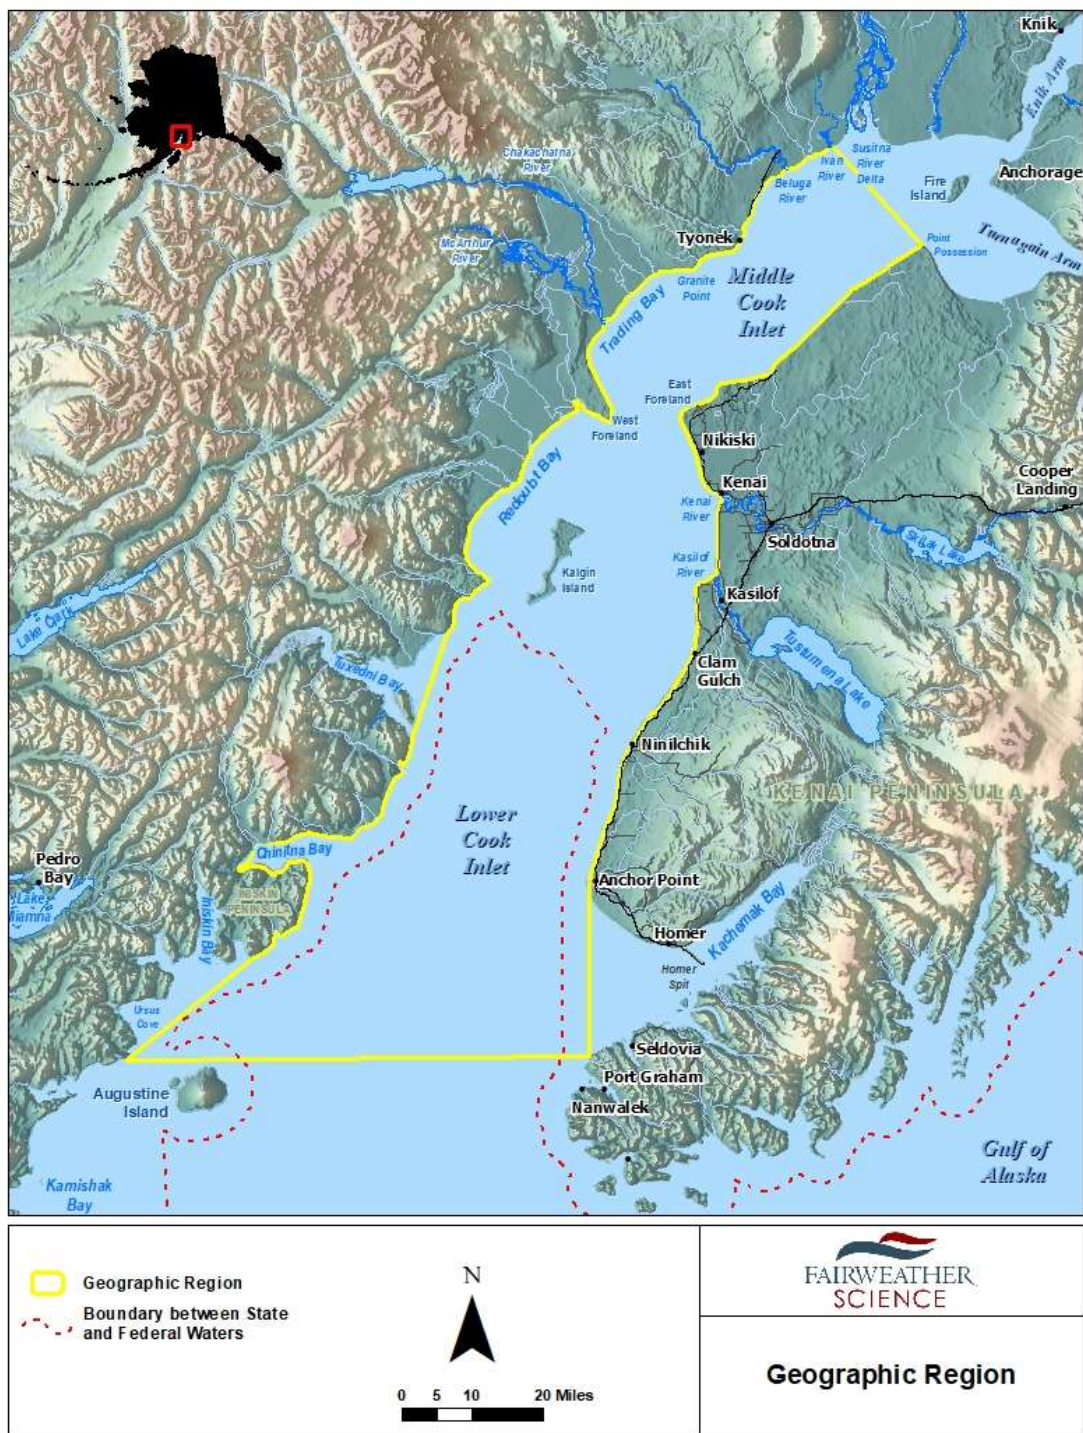 Knik
Knik Arm
Chakachatna
River
Susitna
River
Delta
Ivan
River
Beluga
River
Fire
Island
Anchorage
McArthur
River
Tyonek
Turnagain Arm
Point
Possession
Granite
Point
Middle
Cook
Inlet
Trading Bay
East
Foreland
West
Foreland
Nikiski
Redoubt Bay
Kenai
Cooper
Landing
Kenai
River
Soldotna
Skilak Lake
Kasilof
River
Kalgin
Island
Kasilof
Lake Clark
Tustumena Lake
Tuxedni Bay
Clam
Gulch
Ninilchik
KENAI PENINSULA
Lower
Cook
Inlet
Chinitna Bay
Pedro
Bay
Lake
Iliamna
INISKIN
PENINSULA
Iniskin Bay
Anchor Point
Kachemak Bay
Homer
Homer
Spit
Ursus
Cove
Seldovia
Port Graham
Nanwalek
Augustine
Island
Gulf of
Alaska
Kamishak
Bay
Geographic Region
Boundary between State
and Federal Waters
N
0 5 10 20 Miles
FAIRWEATHER
SCIENCE
Geographic Region